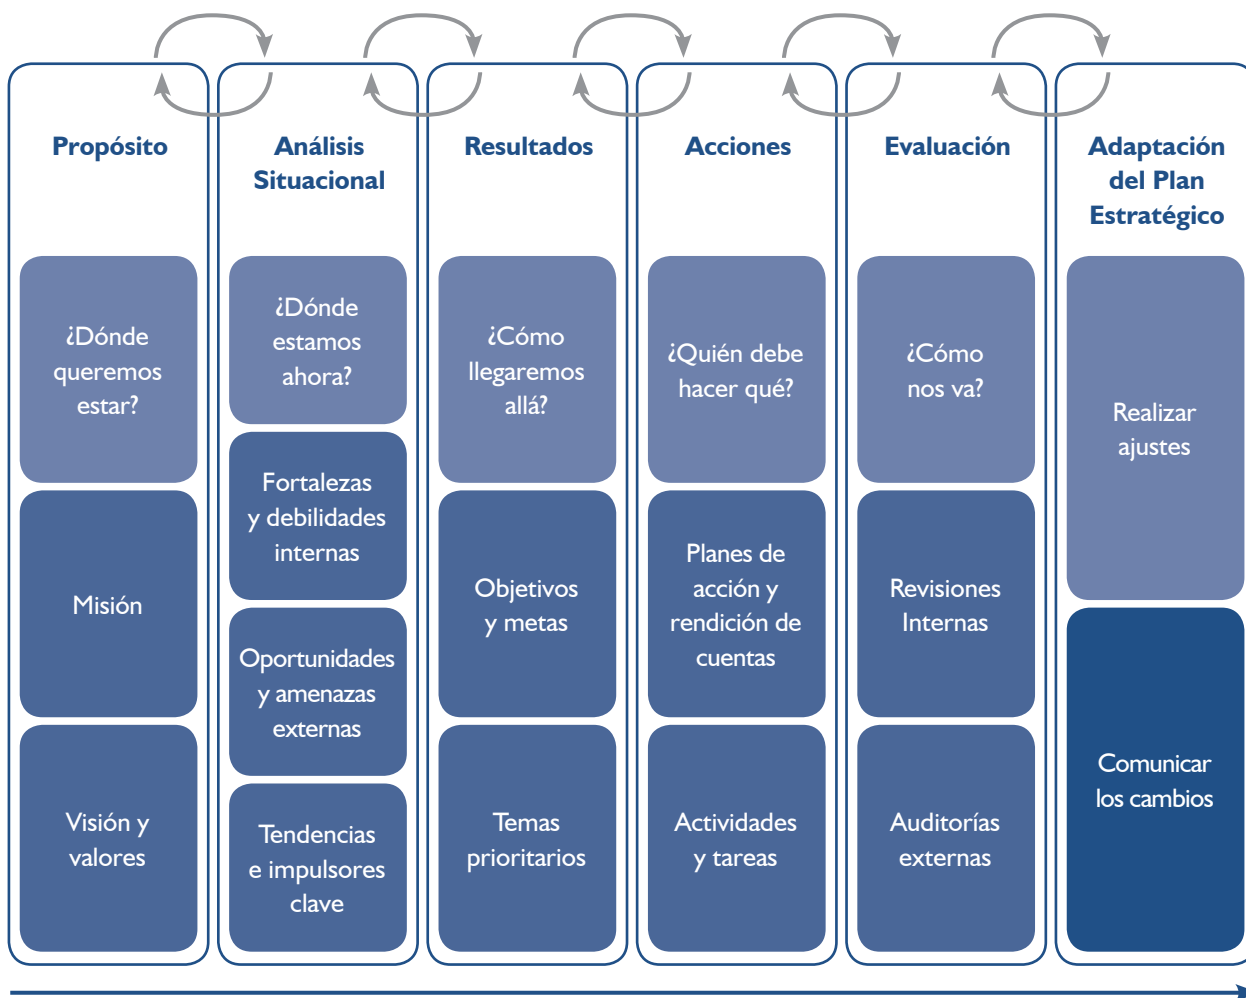 Propósito
¿Dónde
queremos
estar?
Misión
Visión y
valores
Análisis
Situacional
¿Dónde
estamos
ahora?
Fortalezas
y debilidades
internas
Oportunidades
y amenazas
externas
Tendencias
e impulsores
clave
Resultados
¿Cómo
llegaremos
allá?
Objetivos
y metas
Temas
prioritarios
Acciones
¿Quién debe
hacer qué?
Planes de
acción y
rendición de
cuentas
Actividades
y tareas
Evaluación
¿Cómo
nos va?
Revisiones
Internas
Auditorías
externas
Adaptación
del Plan
Estratégico
Realizar
ajustes
Comunicar
los cambios